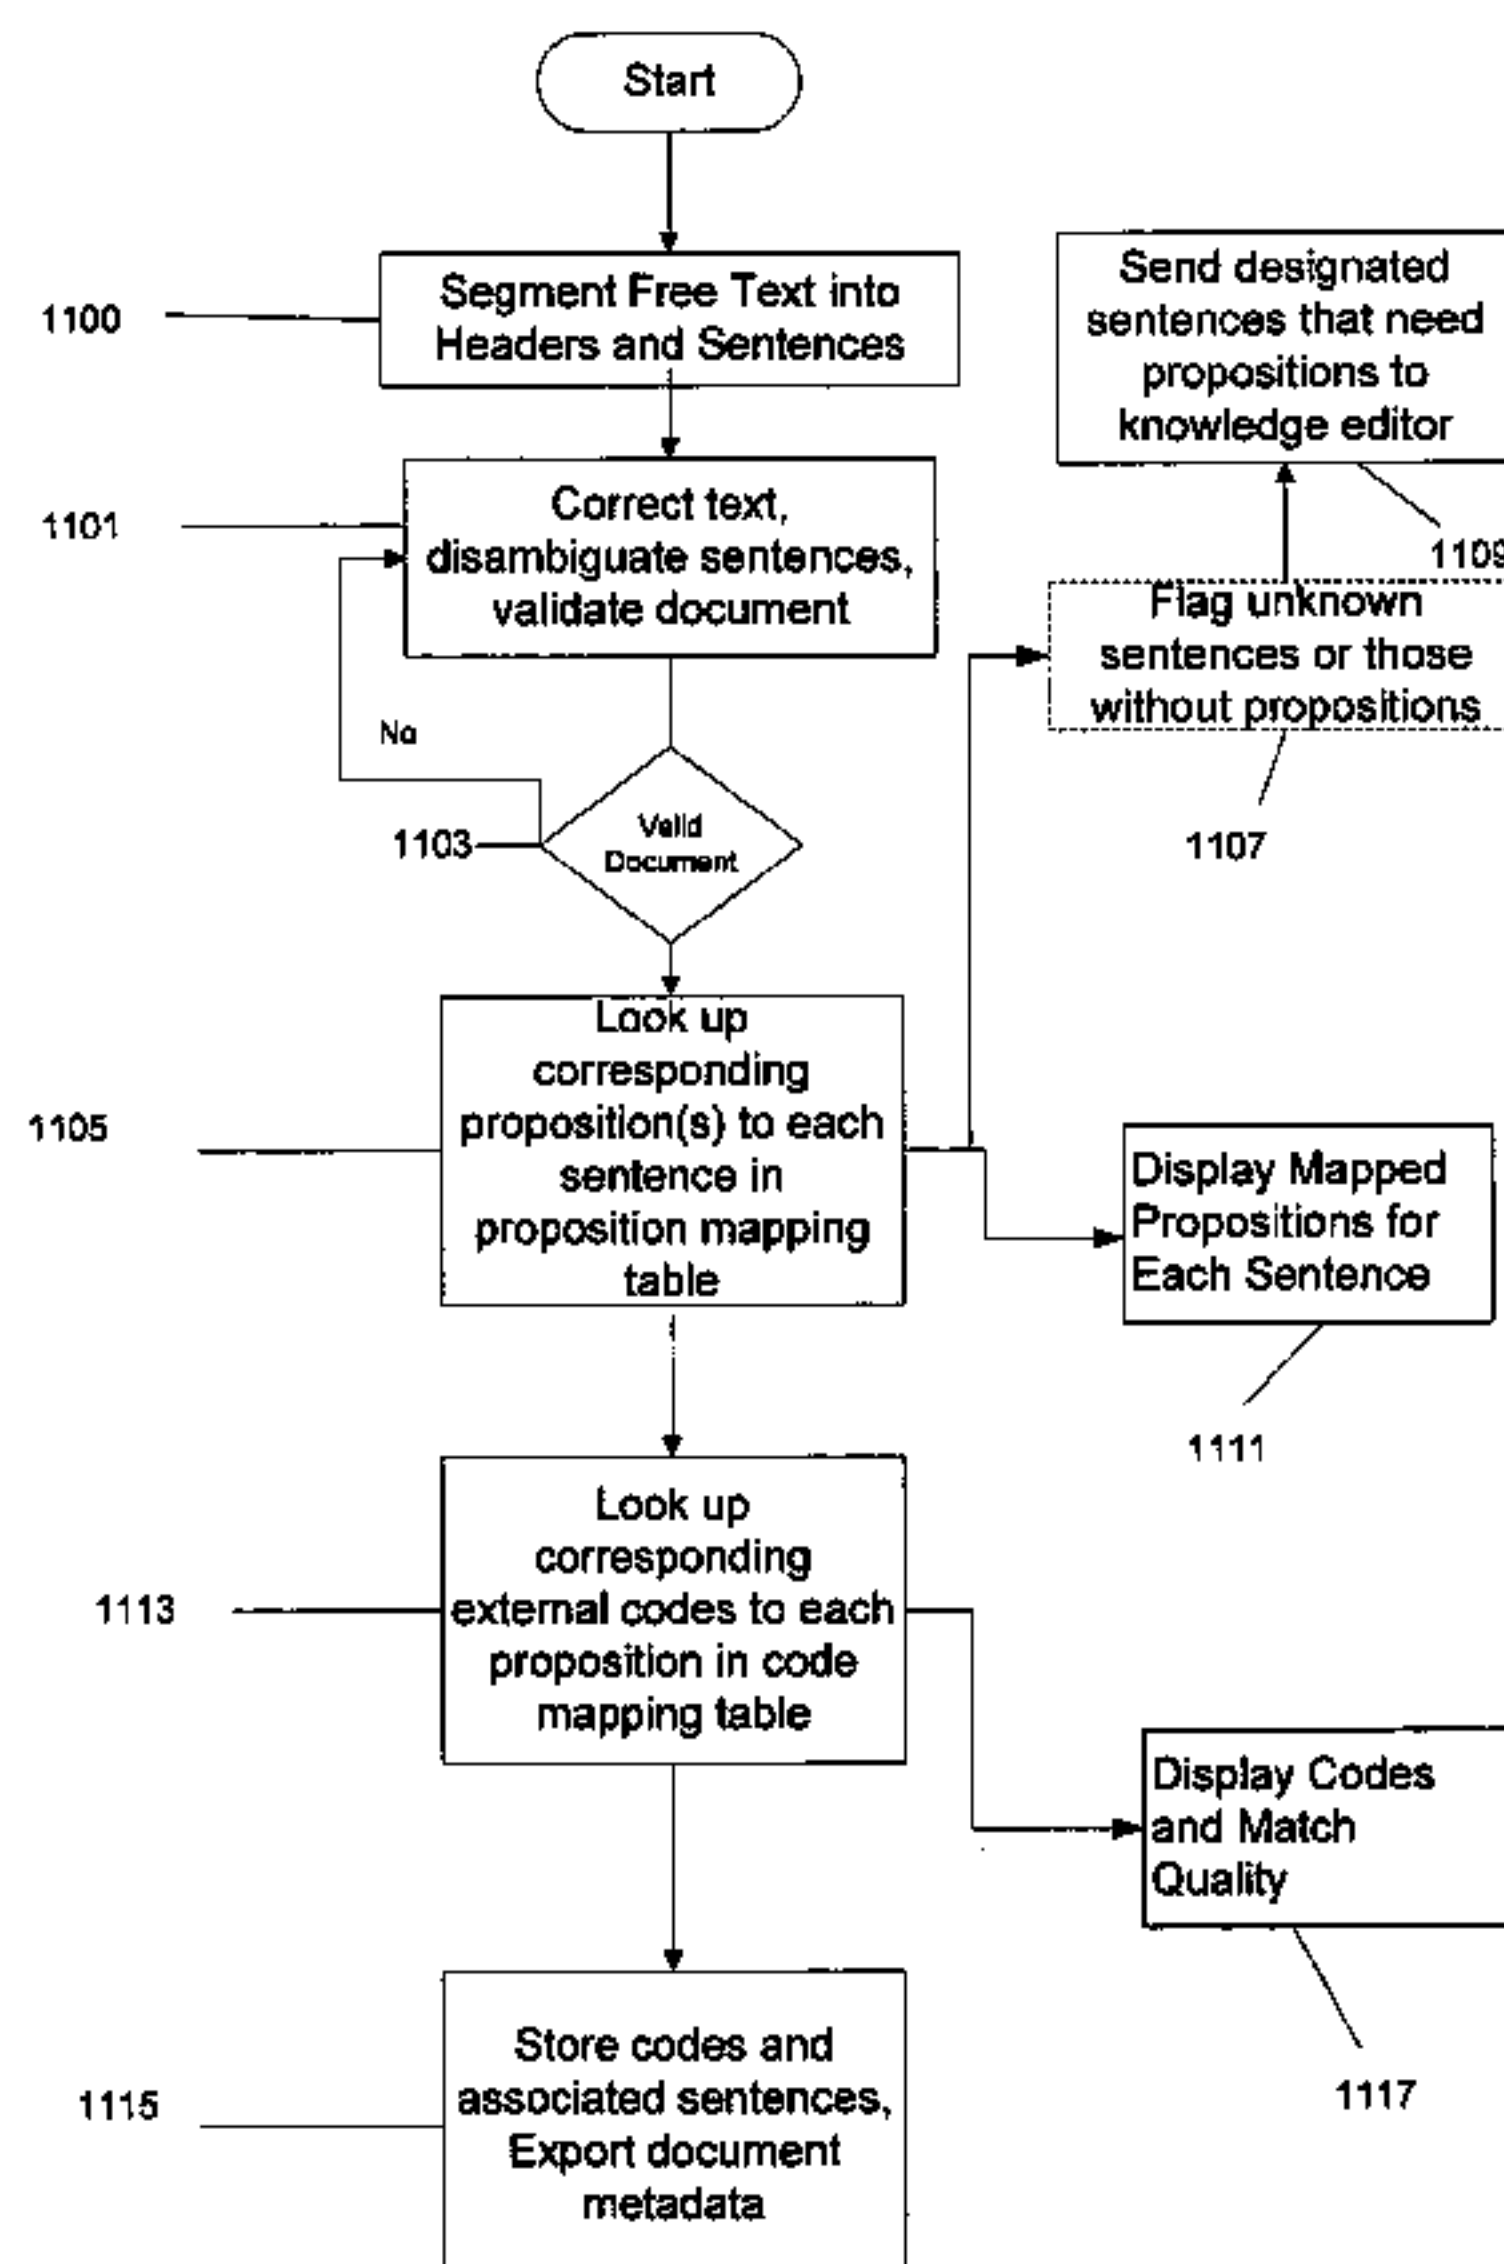 Start
1100
Segment Free Text into
Headers and Sentences
Send designated
sentences that need
propositions to
knowledge editor
1109
1101
Correct text,
disambiguate sentences,
validate document
Flag unknown
sentences or those
without propositions
1107
No
1103
Valid
Document
1105
Look up
corresponding
proposition(s) to each
sentence in
proposition mapping
table
Display Mapped
Propositions for
Each Sentence
1111
1113
Look up
corresponding
external codes to each
proposition in code
mapping table
Display Codes
and Match
Quality
1117
1115
Store codes and
associated sentences,
Export document
metadata